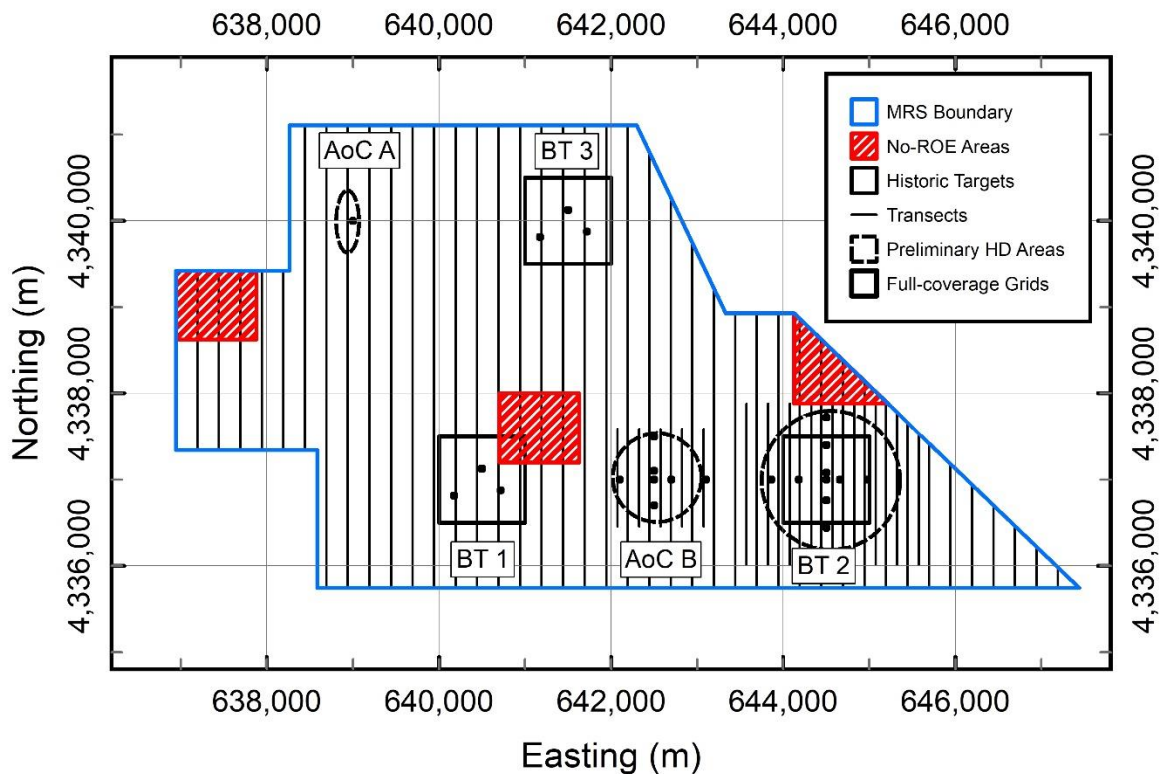 638,000 640,000 642,000 644,000 646,000
MRS Boundary
No-ROE Areas
Historic Targets
Transects
Preliminary HD Areas
Full-coverage Grids
AoC A
BT 3
BT 1
AoC B
BT 2
4,340,000
4,338,000
4,336,000
Northing (m)
4,340,000
4,338,000
4,336,000
638,000 640,000 642,000 644,000 646,000
Easting (m)